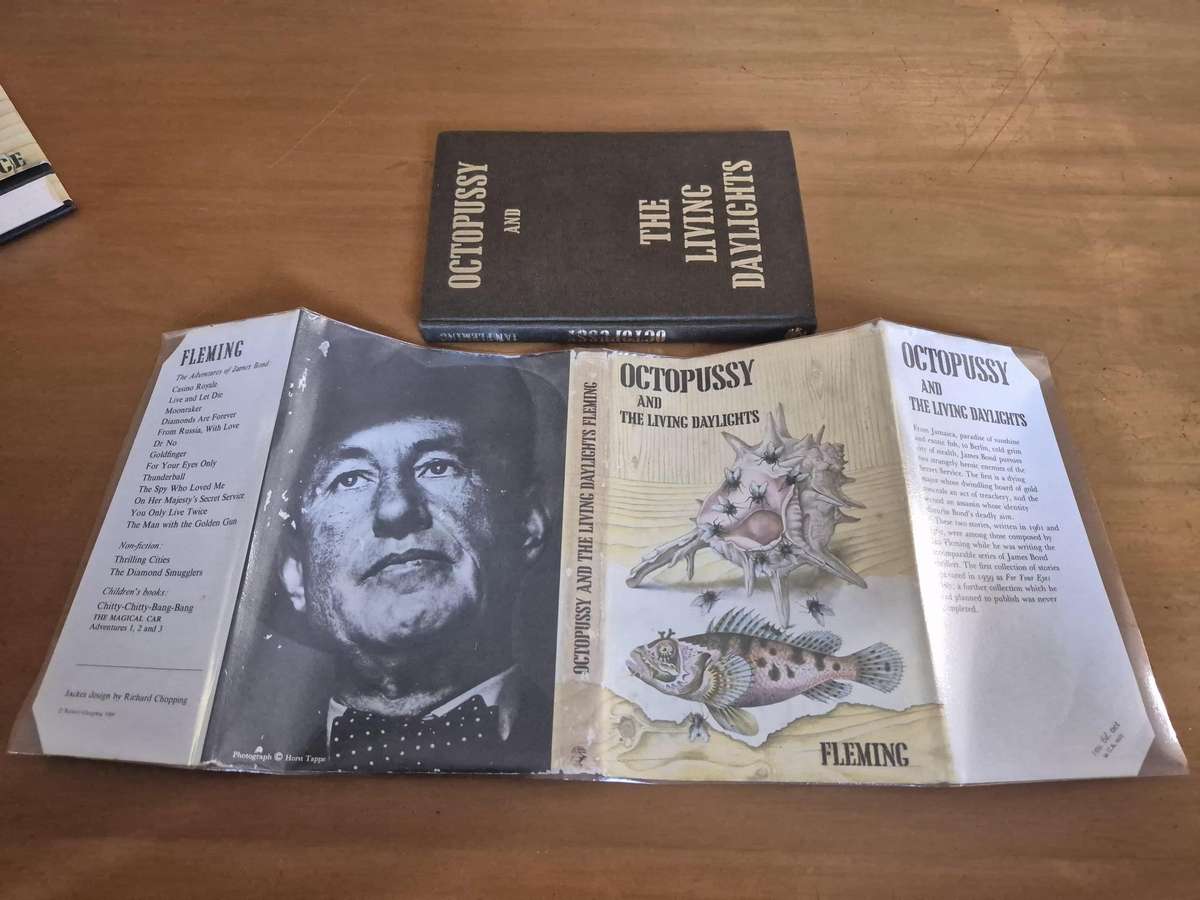 CE
OCTOPUSSY
AND
THE
LIVING
DAYLIGHTS
IAN FLEMING
OCTOPUSSY
FLEMING
The Adventures of James Bond
Casino Royale
Live and Let Die
Moonraker
Diamonds Are Forever
From Russia, With Love
Dr No
Goldfinger
For Your Eyes Only
Thunderball
The Spy Who Loved Me
On Her Majesty's Secret Service
You Only Live Twice
The Man with the Golden Gun
Non-fiction:
Thrilling Cities
The Diamond Smugglers
Children's books:
Chitty-Chitty-Bang-Bang
THE MAGICAL CAR
Adventures 1, 2 and 3
Jacket design by Richard Chopping
Photograph © Horst Tappe
OCTOPUSSY AND THE LIVING DAYLIGHTS FLEMING
OCTOPUSSY
AND
THE LIVING DAYLIGHTS
FLEMING
OCTOPUSSY
AND
THE LIVING DAYLIGHTS
From Jamaica, paradise of sunshine
and exotic fish, to Berlin, cold grim
city of stealth, James Bond pursues
two strangely heroic enemies of the
Secret Service. The first is a dying
major whose dwindling hoard of gold
conceals an act of treachery, and the
second an assassin whose identity
Bond's deadly aim.
These two stories, written in 1961 and
were among those composed by
Fleming while he was writing the
incomparable series of James Bond
The first collection of stories
in 1959 as For Your Eyes
a further collection which he
had planned to publish was never
completed.